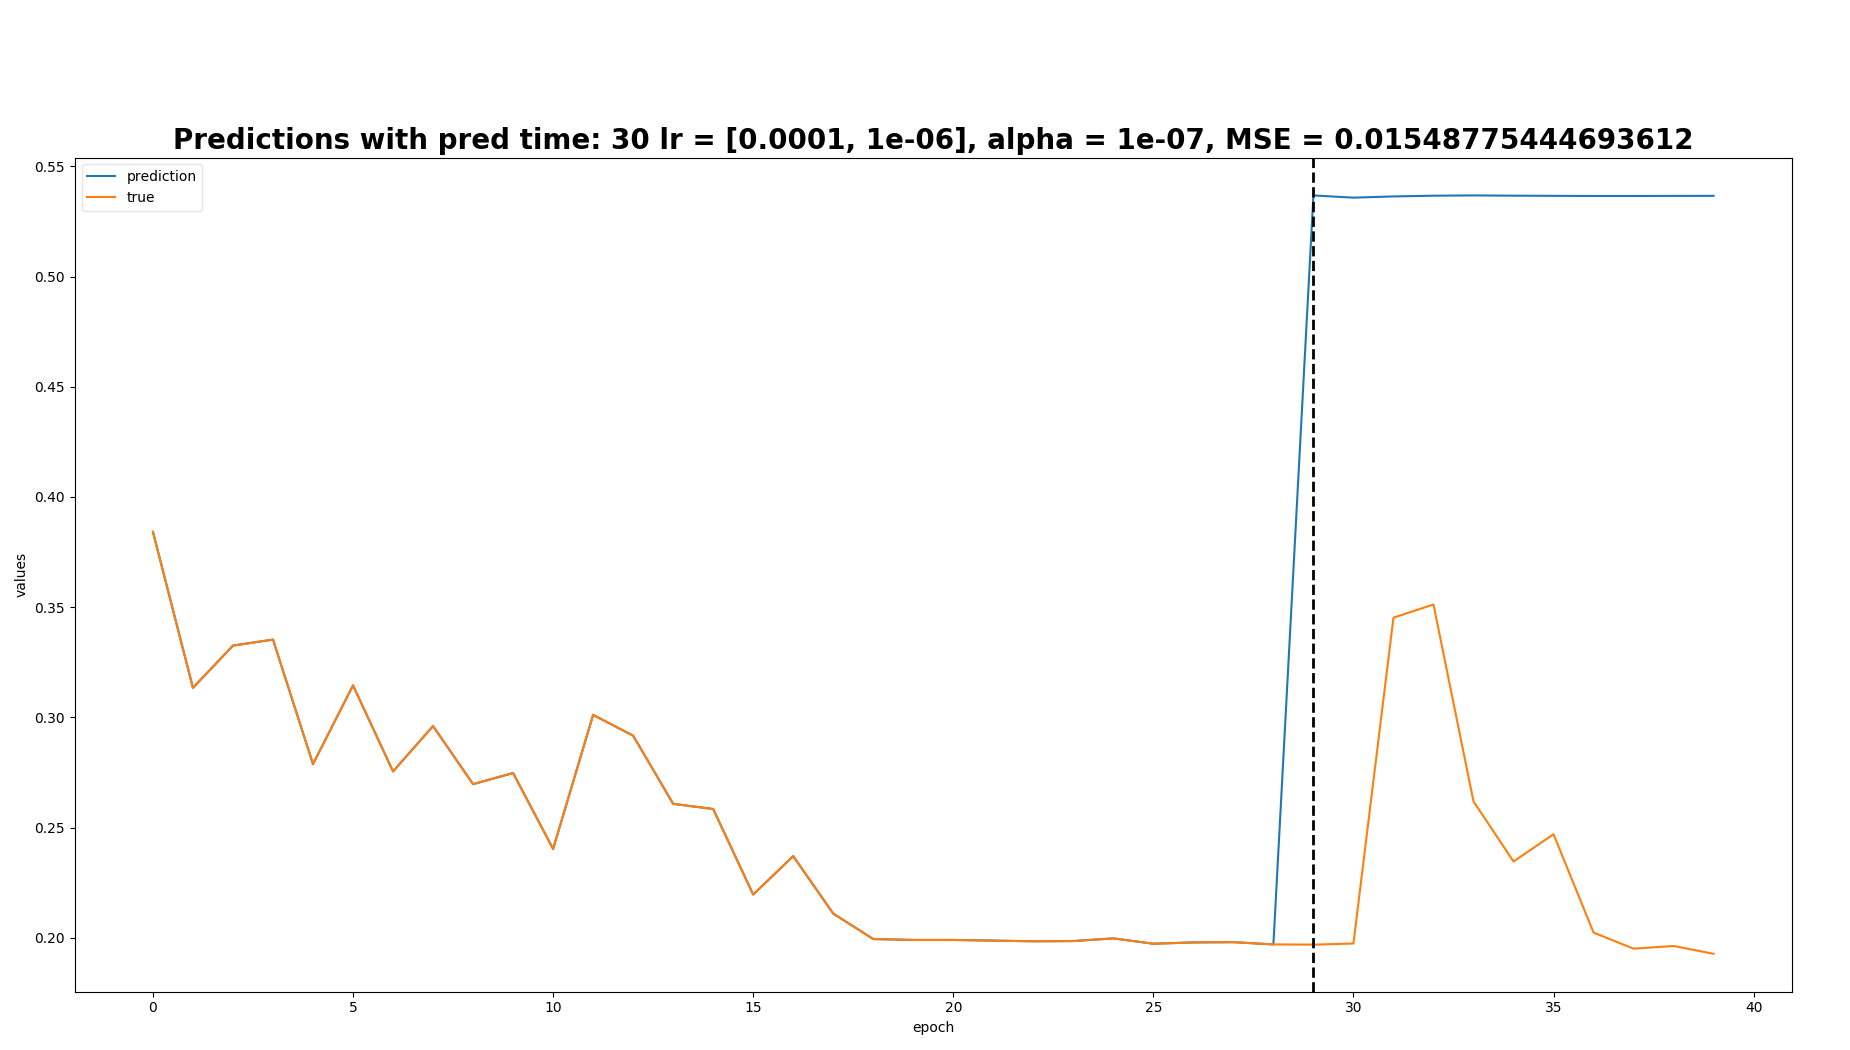 Predictions with pred time: 30 lr = [0.0001, 1e-06], alpha = 1e-07, MSE = 0.01548775444693612
prediction
true
0.55
0.50
0.45
0.40
0.35
0.30
0.25
0.20
values
0 5 10 15 20 25 30 35 40
epoch